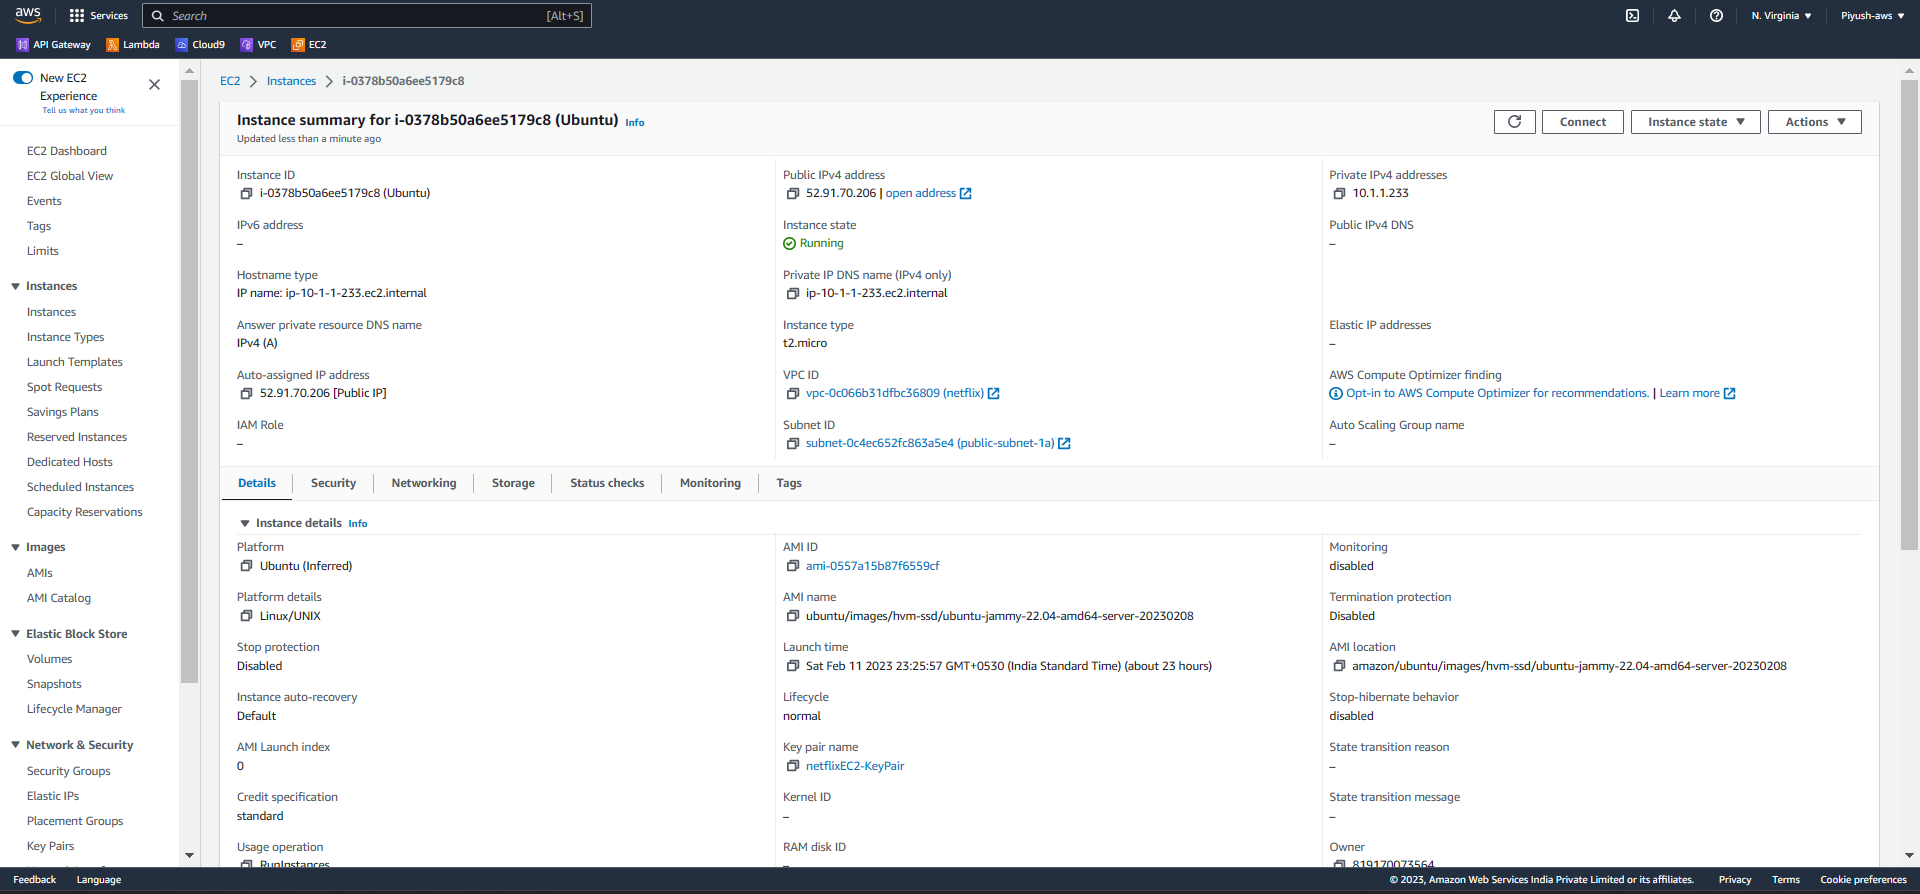 aws
Services
Search
[Alt+S]
N. Virginia
Piyush-aws
API Gateway
Lambda
Cloud9
VPC
EC2
New EC2
Experience
Tell us what you think
EC2 Dashboard
EC2 Global View
Events
Tags
Limits
Instances
Instances
Instance Types
Launch Templates
Spot Requests
Savings Plans
Reserved Instances
Dedicated Hosts
Scheduled Instances
Capacity Reservations
Images
AMIs
AMI Catalog
Elastic Block Store
Volumes
Snapshots
Lifecycle Manager
Network & Security
Security Groups
Elastic IPs
Placement Groups
Key Pairs
EC2 > Instances > i-0378b50a6ee5179c8
Instance summary for i-0378b50a6ee5179c8 (Ubuntu) Info
Updated less than a minute ago
Connect
Instance state
Actions
Instance ID
i-0378b50a6ee5179c8 (Ubuntu)
Public IPv4 address
52.91.70.206 | open address
Private IPv4 addresses
10.1.1.233
IPv6 address
–
Instance state
Running
Public IPv4 DNS
–
Hostname type
IP name: ip-10-1-1-233.ec2.internal
Private IP DNS name (IPv4 only)
ip-10-1-1-233.ec2.internal
Answer private resource DNS name
IPv4 (A)
Instance type
t2.micro
Elastic IP addresses
–
Auto-assigned IP address
52.91.70.206 [Public IP]
VPC ID
vpc-0c066b31dfbc36809 (netflix)
AWS Compute Optimizer finding
Opt-in to AWS Compute Optimizer for recommendations. | Learn more
IAM Role
–
Subnet ID
subnet-0c4ec652fc863a5e4 (public-subnet-1a)
Auto Scaling Group name
–
Details
Security
Networking
Storage
Status checks
Monitoring
Tags
Instance details Info
Platform
Ubuntu (Inferred)
AMI ID
ami-0557a15b87f6559cf
Monitoring
disabled
Platform details
Linux/UNIX
AMI name
ubuntu/images/hvm-ssd/ubuntu-jammy-22.04-amd64-server-20230208
Termination protection
Disabled
Stop protection
Disabled
Launch time
Sat Feb 11 2023 23:25:57 GMT+0530 (India Standard Time) (about 23 hours)
AMI location
amazon/ubuntu/images/hvm-ssd/ubuntu-jammy-22.04-amd64-server-20230208
Instance auto-recovery
Default
Lifecycle
normal
Stop-hibernate behavior
disabled
AMI Launch index
0
Key pair name
netflixEC2-KeyPair
State transition reason
–
Credit specification
standard
Kernel ID
–
State transition message
–
Usage operation
RunInstances
RAM disk ID
–
Owner
819170073564
Feedback
Language
© 2023, Amazon Web Services India Private Limited or its affiliates.
Privacy
Terms
Cookie preferences